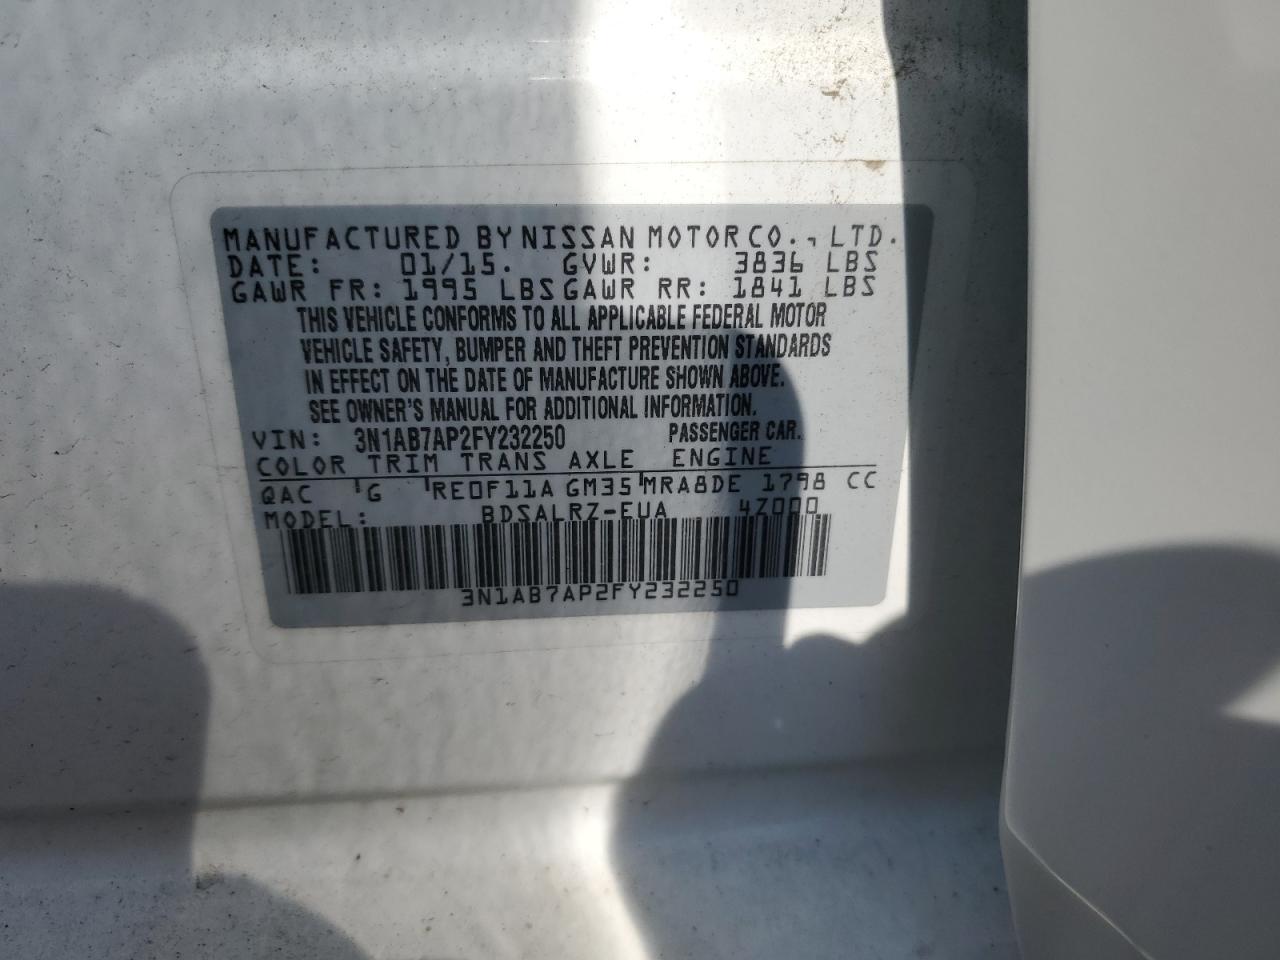 MANUFACTURED BY NISSAN MOTOR CO., LTD.
DATE: 01/15. GVWR: 3836 LBS
GAWR FR: 1995 LBS GAWR RR: 1841 LBS
THIS VEHICLE CONFORMS TO ALL APPLICABLE FEDERAL MOTOR
VEHICLE SAFETY, BUMPER AND THEFT PREVENTION STANDARDS
IN EFFECT ON THE DATE OF MANUFACTURE SHOWN ABOVE.
SEE OWNER'S MANUAL FOR ADDITIONAL INFORMATION.
VIN: 3N1AB7AP2FY232250 PASSENGER CAR.
COLOR TRIM TRANS AXLE ENGINE
QAC G RE0F11A GM35 MRA8DE 1798 CC
MODEL: BDSALRZ-EUA 4Z000
3N1AB7AP2FY232250